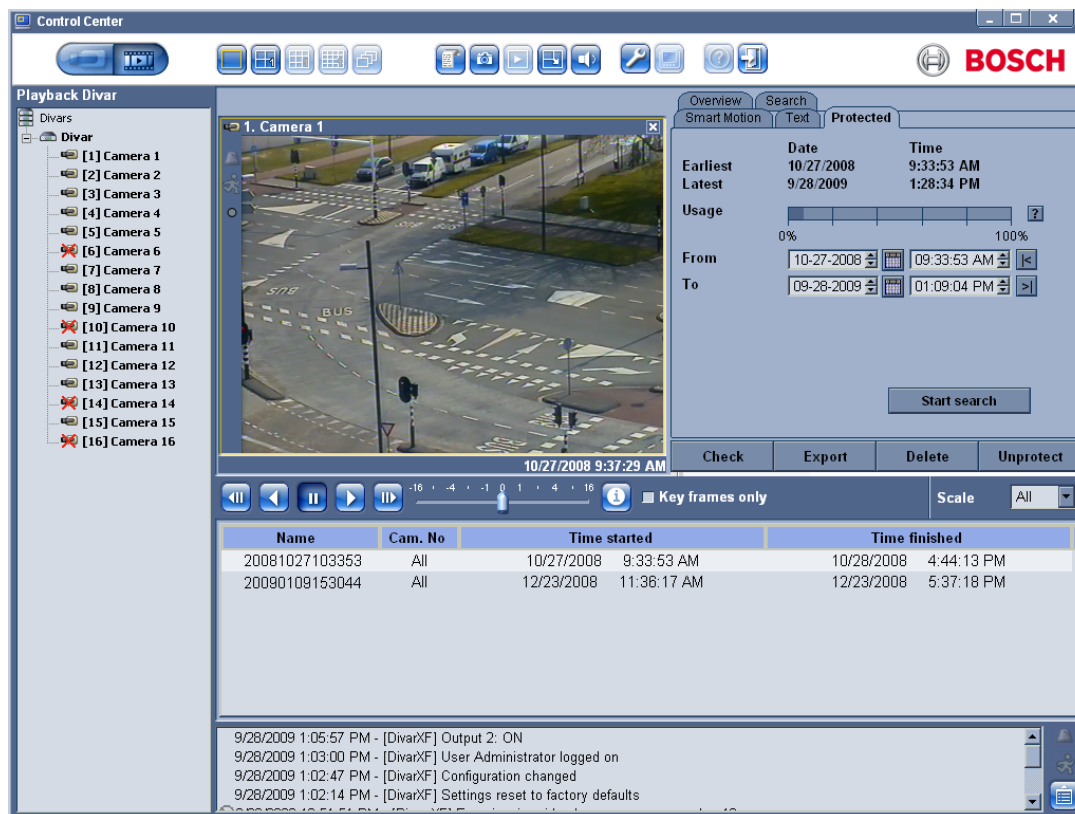 Control Center
BOSCH
Playback Divar
Divars
Divar
[1] Camera 1
[2] Camera 2
[3] Camera 3
[4] Camera 4
[5] Camera 5
[6] Camera 6
[7] Camera 7
[8] Camera 8
[9] Camera 9
[10] Camera 10
[11] Camera 11
[12] Camera 12
[13] Camera 13
[14] Camera 14
[15] Camera 15
[16] Camera 16
1. Camera 1
BUS
BUS
10/27/2008 9:37:29 AM
Overview Search
Smart Motion Text Protected
Date Time
Earliest 10/27/2008 9:33:53 AM
Latest 9/28/2009 1:28:34 PM
Usage ?
0% 100%
From 10-27-2008 09:33:53 AM
To 09-28-2009 01:09:04 PM
Start search
Check Export Delete Unprotect
-16 -4 -1 0 1 4 16
Key frames only
Scale All
Name Cam. No Time started Time finished
20081027103353 All 10/27/2008 9:33:53 AM 10/28/2008 4:44:13 PM
20090109153044 All 12/23/2008 11:36:17 AM 12/23/2008 5:37:18 PM
9/28/2009 1:05:57 PM - [DivarXF] Output 2: ON
9/28/2009 1:03:00 PM - [DivarXF] User Administrator logged on
9/28/2009 1:02:47 PM - [DivarXF] Configuration changed
9/28/2009 1:02:14 PM - [DivarXF] Settings reset to factory defaults